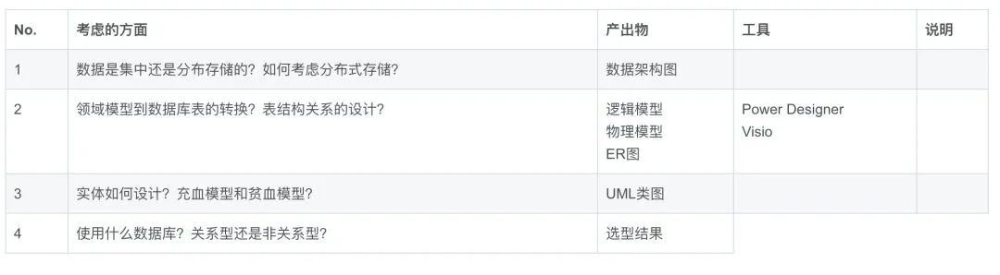 No. 考虑的方面 产出物 工具 说明
1 数据是集中还是分布存储的？如何考虑分布式存储？ 数据架构图
2 领域模型到数据库表的转换？表结构关系的设计？ 逻辑模型 Power Designer
物理模型 Visio
ER图
3 实体如何设计？充血模型和贫血模型？ UML类图
4 使用什么数据库？关系型还是非关系型？ 选型结果